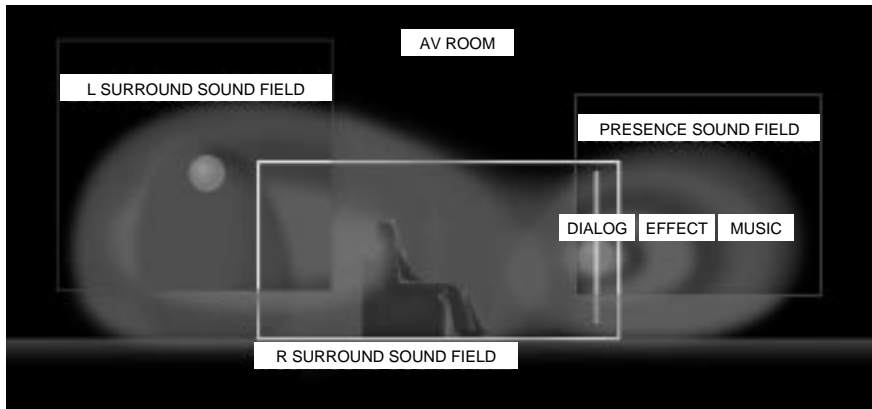 AV ROOM
L SURROUND SOUND FIELD
PRESENCE SOUND FIELD
DIALOG EFFECT MUSIC
R SURROUND SOUND FIELD